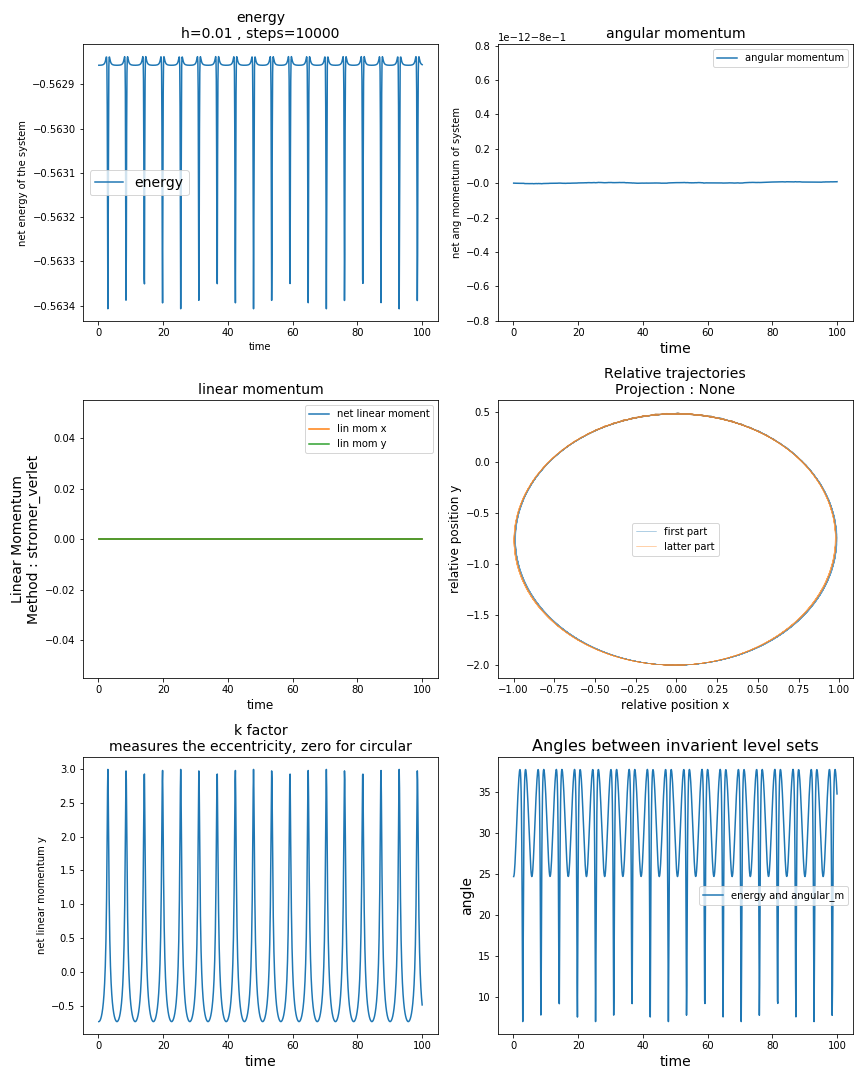 energy
h=0.01 , steps=10000
−0.5629
−0.5630
−0.5631
−0.5632
−0.5633
−0.5634
net energy of the system
energy
0 20 40 60 80 100
time
angular momentum
1e−12−8e−1
0.8
0.6
0.4
0.2
−0.0
−0.2
−0.4
−0.6
−0.8
net ang momentum of system
angular momentum
0 20 40 60 80 100
time
linear momentum
0.04
0.02
0.00
−0.02
−0.04
Linear Momentum
Method : stromer_verlet
net linear moment
lin mom x
lin mom y
0 20 40 60 80 100
time
Relative trajectories
Projection : None
0.5
0.0
−0.5
−1.0
−1.5
−2.0
relative position y
first part
latter part
−1.00 −0.75 −0.50 −0.25 0.00 0.25 0.50 0.75 1.00
relative position x
k factor
measures the eccentricity, zero for circular
3.0
2.5
2.0
1.5
1.0
0.5
0.0
−0.5
net linear momentum y
0 20 40 60 80 100
time
Angles between invarient level sets
35
30
25
20
15
10
angle
energy and angular_m
0 20 40 60 80 100
time